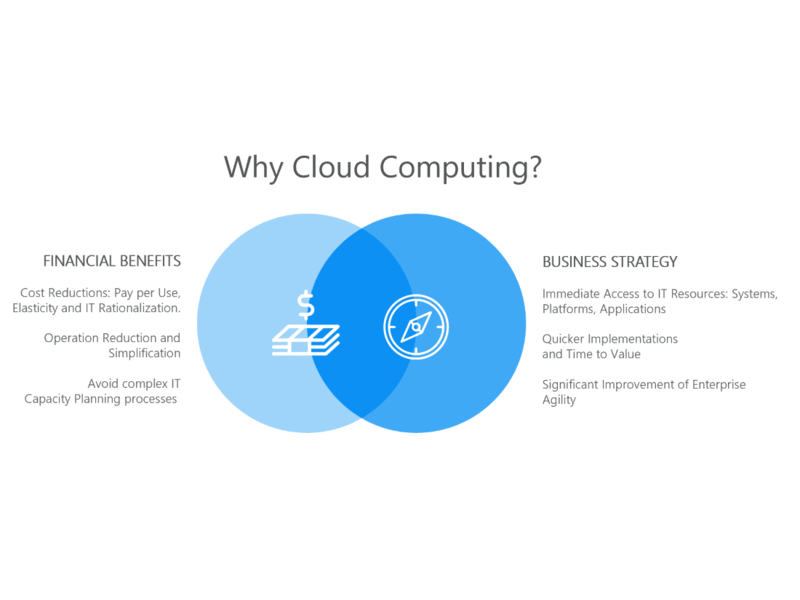 Why Cloud Computing?
FINANCIAL BENEFITS
Cost Reductions: Pay per Use,
Elasticity and IT Rationalization.
Operation Reduction and
Simplification
Avoid complex IT
Capacity Planning processes
$
BUSINESS STRATEGY
Immediate Access to IT Resources: Systems,
Platforms, Applications
Quicker Implementations
and Time to Value
Significant Improvement of Enterprise
Agility